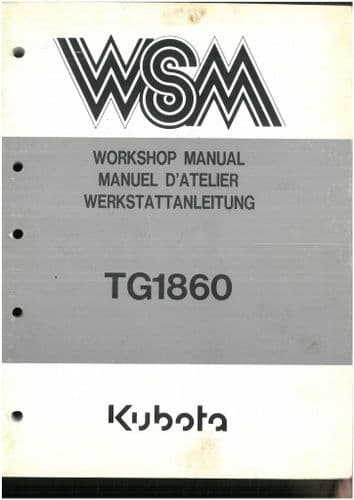 WSM
WORKSHOP MANUAL
MANUEL D'ATELIER
WERKSTATTANLEITUNG
TG1860
Kubota